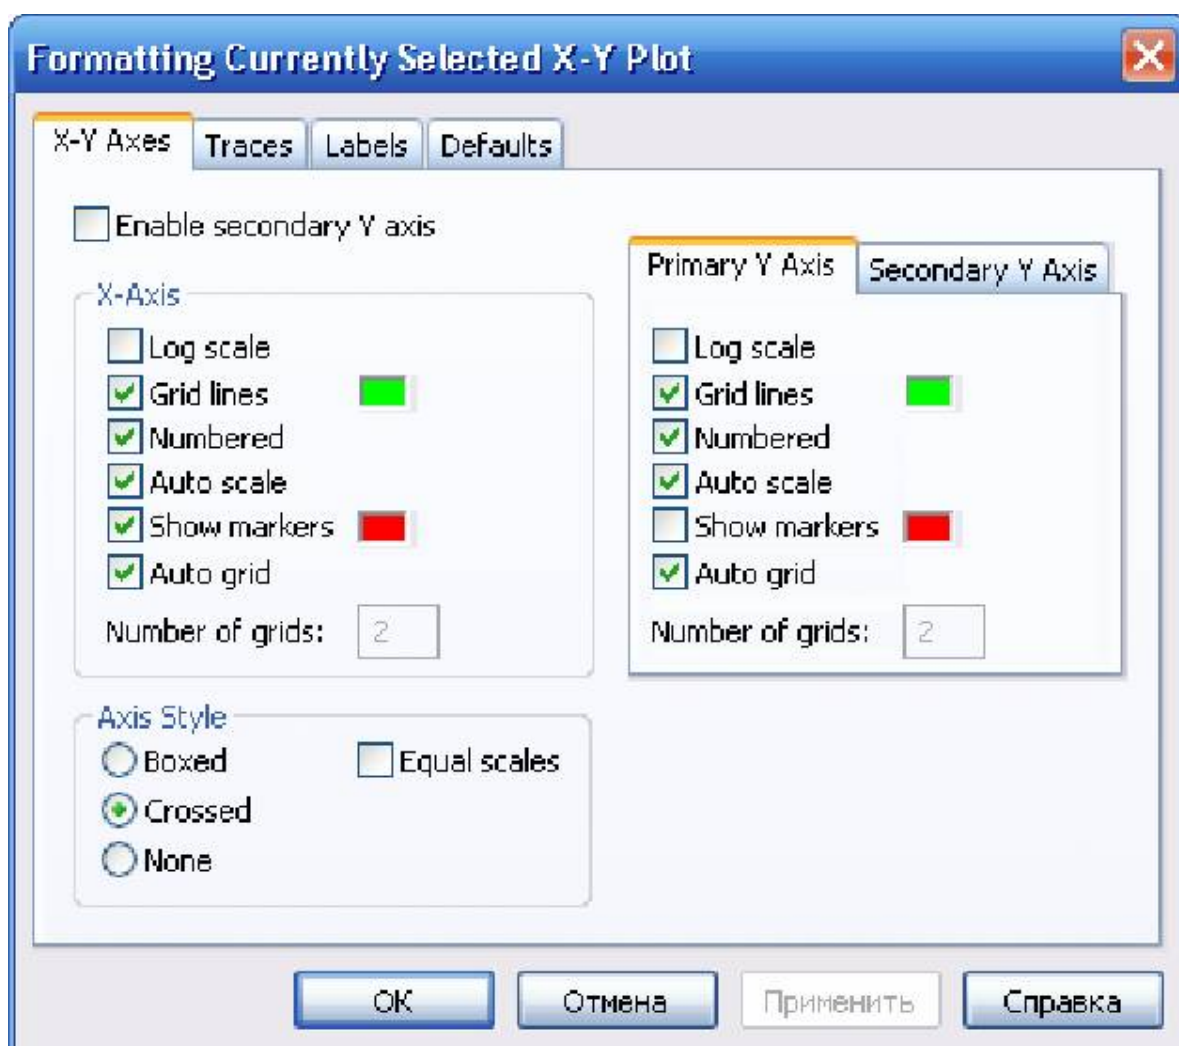 Formatting Currently Selected X-Y Plot
X-Y Axes Traces Labels Defaults
Enable secondary Y axis
X-Axis
Log scale
Grid lines
Numbered
Auto scale
Show markers
Auto grid
Number of grids: 2
Primary Y Axis Secondary Y Axis
Log scale
Grid lines
Numbered
Auto scale
Show markers
Auto grid
Number of grids: 2
Axis Style
Boxed Equal scales
Crossed
None
OK Отмена Применить Справка